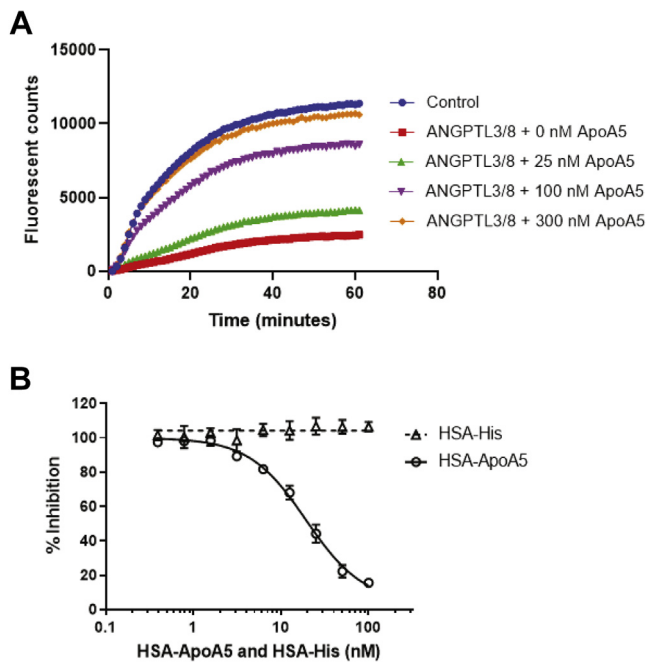 A
15000
10000
5000
0
Fluorescent counts
0 20 40 60 80
Time (minutes)
Control
ANGPTL3/8 + 0 nM ApoA5
ANGPTL3/8 + 25 nM ApoA5
ANGPTL3/8 + 100 nM ApoA5
ANGPTL3/8 + 300 nM ApoA5
B
120
100
80
60
40
20
0
% Inhibition
0.1 1 10 100
HSA-ApoA5 and HSA-His (nM)
HSA-His
HSA-ApoA5